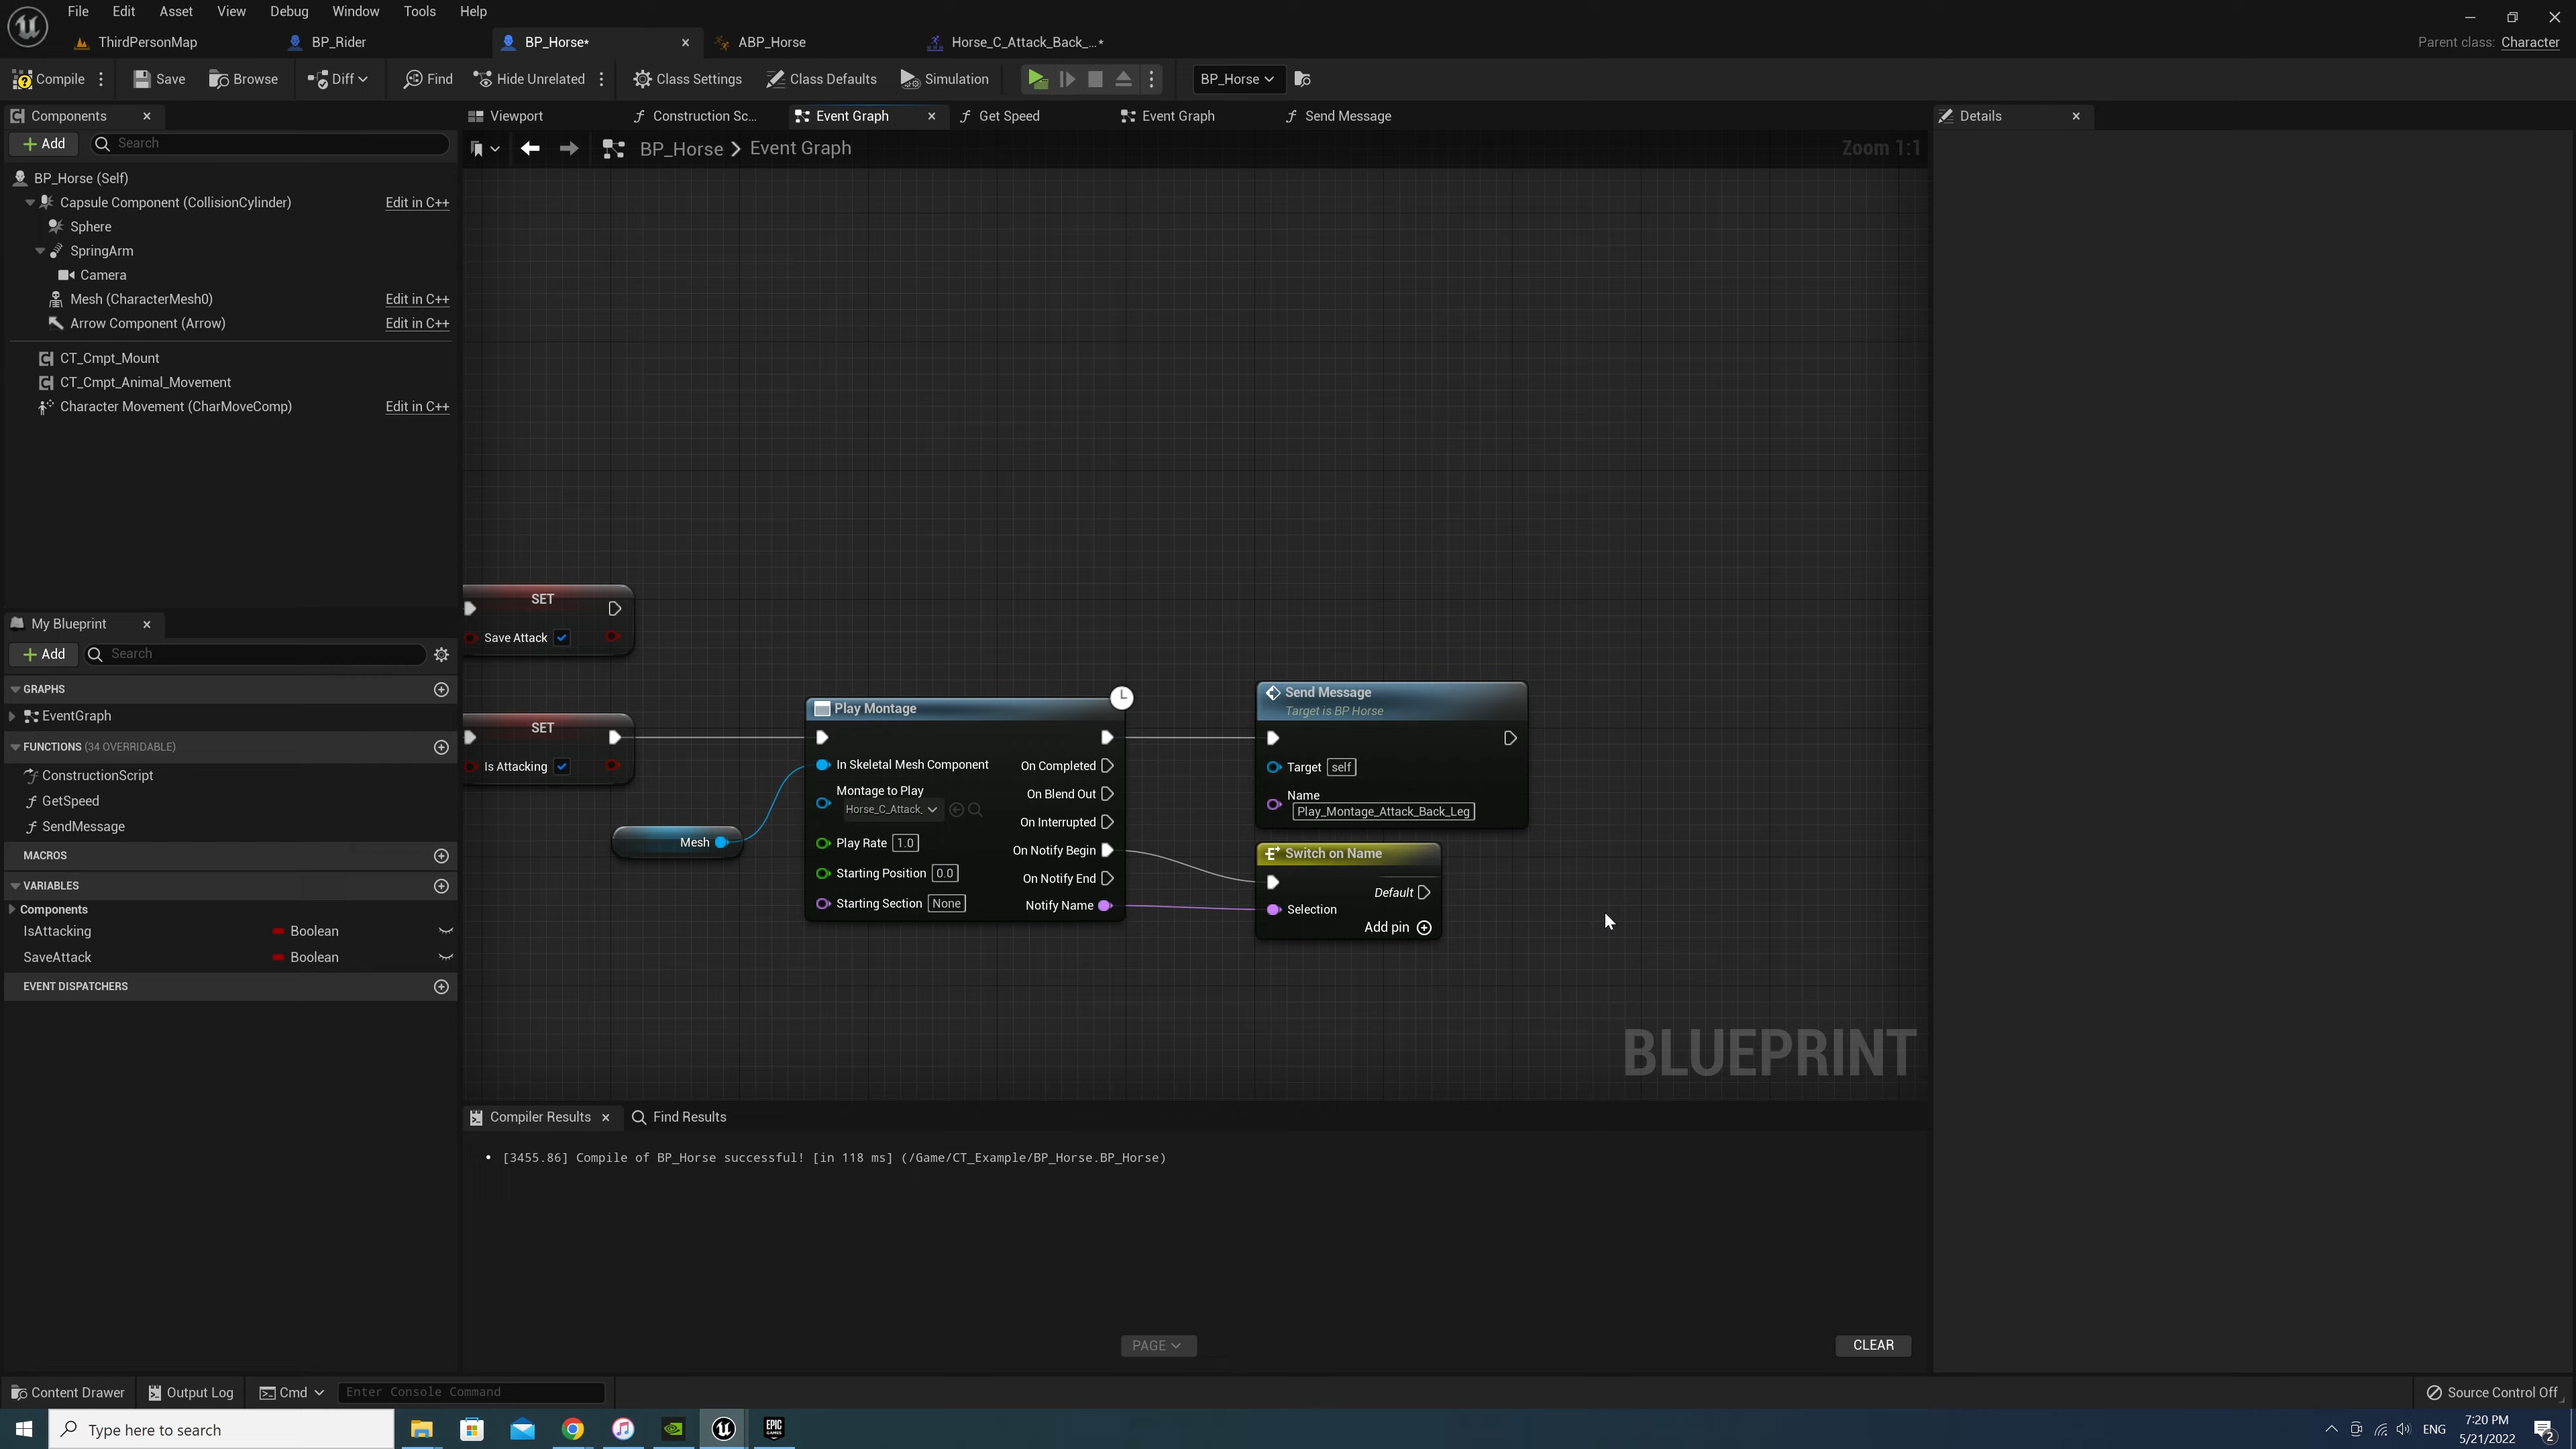 File Edit Asset View Debug Window Tools Help
ThirdPersonMap BP_Rider BP_Horse* ABP_Horse Horse_C_Attack_Back_...*
Parent class: Character
Compile Save Browse Diff Find Hide Unrelated Class Settings Class Defaults Simulation BP_Horse
Components
Add Search
BP_Horse (Self)
Capsule Component (CollisionCylinder) Edit in C++
Sphere
SpringArm
Camera
Mesh (CharacterMesh0) Edit in C++
Arrow Component (Arrow) Edit in C++
CT_Cmpt_Mount
CT_Cmpt_Animal_Movement
Character Movement (CharMoveComp) Edit in C++
My Blueprint
Add Search
GRAPHS
EventGraph
FUNCTIONS (34 OVERRIDABLE)
ConstructionScript
GetSpeed
SendMessage
MACROS
VARIABLES
Components
IsAttacking Boolean
SaveAttack Boolean
EVENT DISPATCHERS
Viewport Construction Sc... Event Graph Get Speed Event Graph Send Message
BP_Horse > Event Graph
Zoom 1:1
SET
Save Attack
SET
Is Attacking
Mesh
Play Montage
In Skeletal Mesh Component
Montage to Play
Horse_C_Attack_
Play Rate 1.0
Starting Position 0.0
Starting Section None
On Completed
On Blend Out
On Interrupted
On Notify Begin
On Notify End
Notify Name
Send Message
Target is BP Horse
Target self
Name
Play_Montage_Attack_Back_Leg
Switch on Name
Default
Selection
Add pin
BLUEPRINT
Details
Compiler Results Find Results
• [3455.86] Compile of BP_Horse successful! [in 118 ms] (/Game/CT_Example/BP_Horse.BP_Horse)
PAGE
CLEAR
Content Drawer Output Log Cmd Enter Console Command
Source Control Off
Type here to search
EPIC GAMES
ENG
7:20 PM
5/21/2022
2